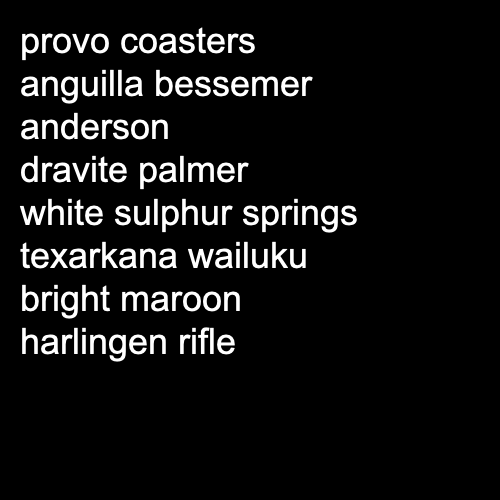 provo coasters
anguilla bessemer
anderson
dravite palmer
white sulphur springs
texarkana wailuku
bright maroon
harlingen rifle